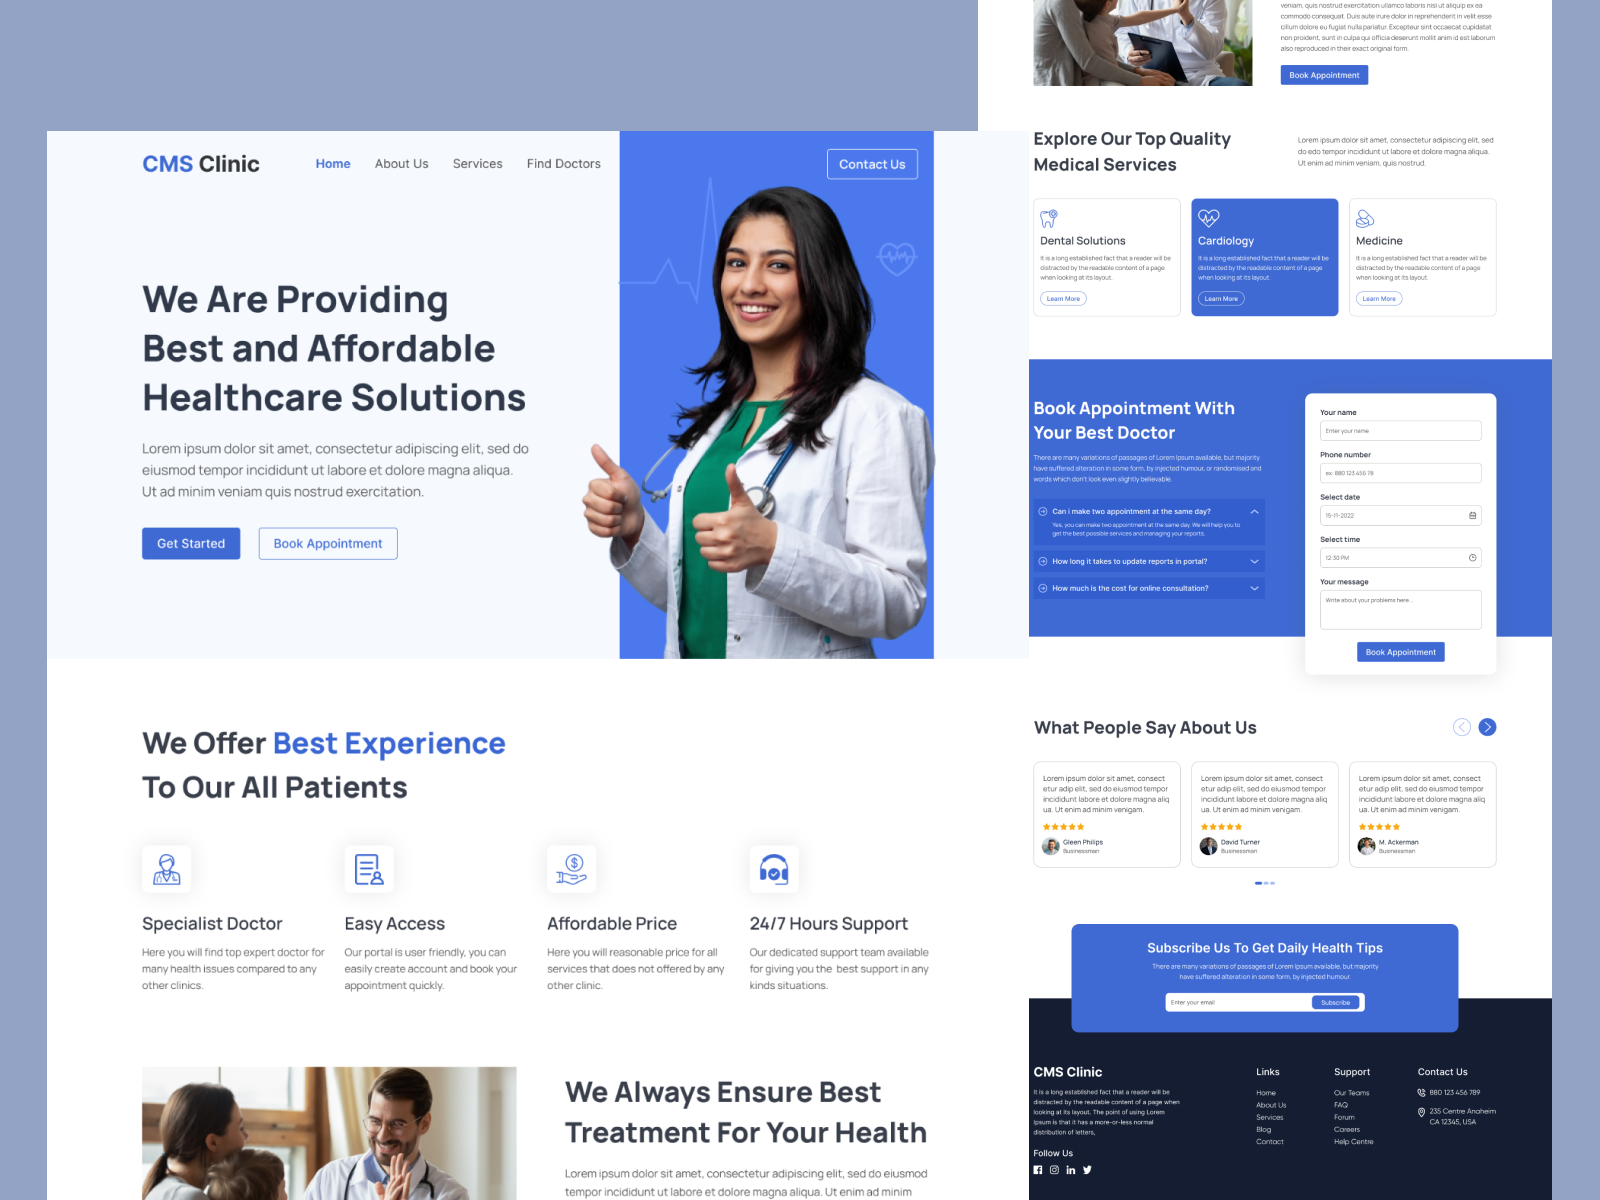 CMS Clinic
Home
About Us
Services
Find Doctors
Contact Us
We Are Providing
Best and Affordable
Healthcare Solutions
Lorem ipsum dolor sit amet, consectetur adipiscing elit, sed do
eiusmod tempor incididunt ut labore et dolore magna aliqua.
Ut ad minim veniam quis nostrud exercitation.
Get Started
Book Appointment
We Offer Best Experience
To Our All Patients
Specialist Doctor
Here you will find top expert doctor for
many health issues compared to any
other clinics.
Easy Access
Our portal is user friendly, you can
easily create account and book your
appointment quickly.
Affordable Price
Here you will reasonable price for all
services that does not offered by any
other clinic.
24/7 Hours Support
Our dedicated support team available
for giving you the best support in any
kinds situations.
We Always Ensure Best
Treatment For Your Health
Lorem ipsum dolor sit amet, consectetur adipiscing elit, sed do eiusmod
tempor incididunt ut labore et dolore magna aliqua. Ut enim ad minim
veniam, quis nostrud exercitation ullamco laboris nisi ut aliquip ex ea
commodo consequat. Duis aute irure dolor in reprehenderit in velit esse
cillum dolore eu fugiat nulla pariatur. Excepteur sint occaecat cupidatat
non proident, sunt in culpa qui officia deserunt mollit anim id est laborum
also reproduced in their exact original form.
Book Appointment
Explore Our Top Quality
Medical Services
Lorem ipsum dolor sit amet, consectetur adipiscing elit, sed
do edo tempor incididunt ut labore et dolore magna aliqua.
Ut enim ad minim veniam, quis nostrud.
Dental Solutions
It is a long established fact that a reader will be
distracted by the readable content of a page
when looking at its layout.
Learn More
Cardiology
It is a long established fact that a reader will be
distracted by the readable content of a page
when looking at its layout.
Learn More
Medicine
It is a long established fact that a reader will be
distracted by the readable content of a page
when looking at its layout.
Learn More
Book Appointment With
Your Best Doctor
There are many variations of passages of Lorem Ipsum available, but majority
have suffered alteration in some form, by injected humour, or randomised and
words which don't look even slightly believable.
Can i make two appointment at the same day?
Yes, you can make two appointment at the same day. We will help you to
get the best possible services and managing your reports.
How long it takes to update reports in portal?
How much is the cost for online consultation?
Your name
Enter your name
Phone number
ex: 880 123 456 78
Select date
15-11-2022
Select time
12:30 PM
Your message
Write about your problems here...
Book Appointment
What People Say About Us
Lorem ipsum dolor sit amet, consect
etur adip elit, sed do eiusmod tempor
incididunt labore et dolore magna aliq
ua. Ut enim ad minim venigam.
Gleen Philips
Businessman
Lorem ipsum dolor sit amet, consect
etur adip elit, sed do eiusmod tempor
incididunt labore et dolore magna aliq
ua. Ut enim ad minim venigam.
David Turner
Businessman
Lorem ipsum dolor sit amet, consect
etur adip elit, sed do eiusmod tempor
incididunt labore et dolore magna aliq
ua. Ut enim ad minim venigam.
M. Ackerman
Businessman
Subscribe Us To Get Daily Health Tips
There are many variations of passages of Lorem Ipsum available, but majority
have suffered alteration in some form, by injected humour.
Enter your email
Subscribe
CMS Clinic
It is a long established fact that a reader will be
distracted by the readable content of a page when
looking at its layout. The point of using Lorem
Ipsum is that it has a more-or-less normal
distribution of letters,
Follow Us
Links
Home
About Us
Services
Blog
Contact
Support
Our Teams
FAQ
Forum
Careers
Help Centre
Contact Us
880 123 456 789
235 Centre Anaheim
CA 12345, USA